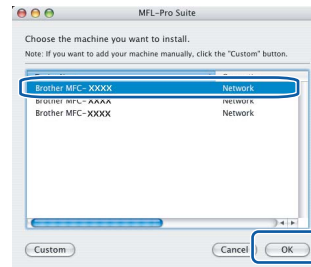 MFL-Pro Suite
Choose the machine you want to install.
Note: If you want to add your machine manually, click the "Custom" button.
Brother MFC-XXXX Network
Brother MFC-XXXX Network
Brother MFC-XXXX Network
Custom Cancel OK